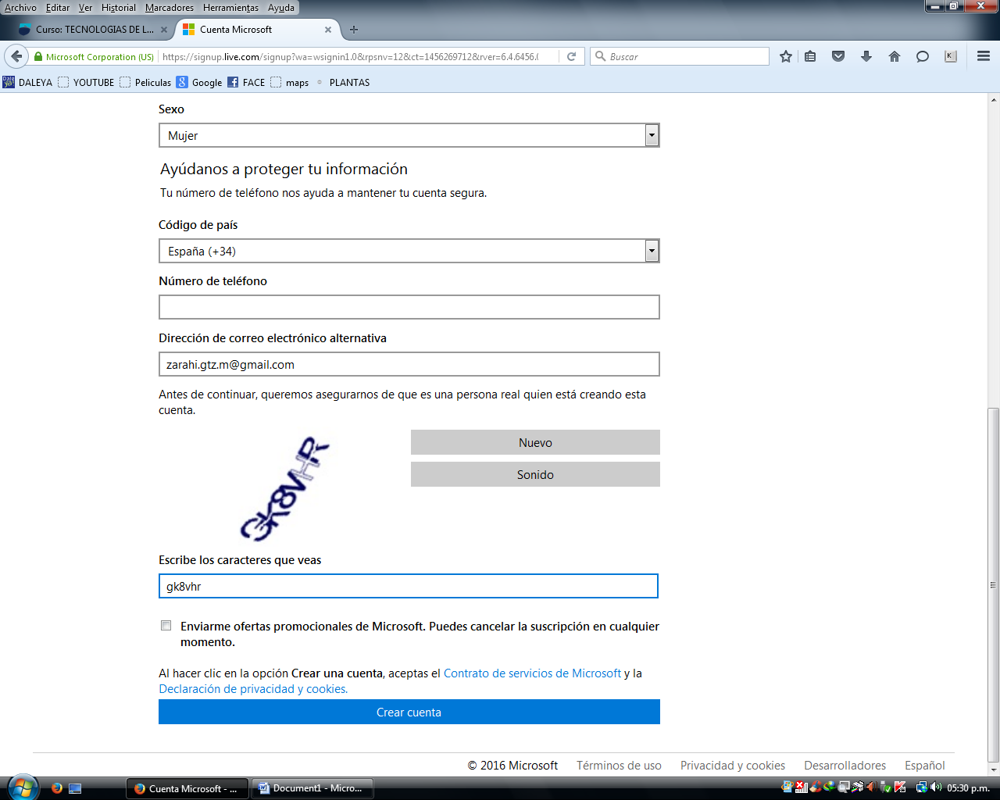 Archivo Editar Ver Historial Marcadores Herramientas Ayuda
Curso: TECNOLOGIAS DE L... Cuenta Microsoft
Microsoft Corporation (US) https://signup.live.com/signup?wa=wsignin1.0&rpsnv=12&ct=1456269712&rver=6.4.6456.0 Buscar
DALEYA YOUTUBE Peliculas Google FACE maps PLANTAS
Sexo
Mujer
Ayúdanos a proteger tu información
Tu número de teléfono nos ayuda a mantener tu cuenta segura.
Código de país
España (+34)
Número de teléfono
Dirección de correo electrónico alternativa
zarahi.gtz.m@gmail.com
Antes de continuar, queremos asegurarnos de que es una persona real quien está creando esta
cuenta.
Nuevo
Sonido
GK8VHR
Escribe los caracteres que veas
gk8vhr
Enviarme ofertas promocionales de Microsoft. Puedes cancelar la suscripción en cualquier
momento.
Al hacer clic en la opción Crear una cuenta, aceptas el Contrato de servicios de Microsoft y la
Declaración de privacidad y cookies.
Crear cuenta
© 2016 Microsoft Términos de uso Privacidad y cookies Desarrolladores Español
Cuenta Microsoft - ... Document1 - Micro... 05:30 p.m.